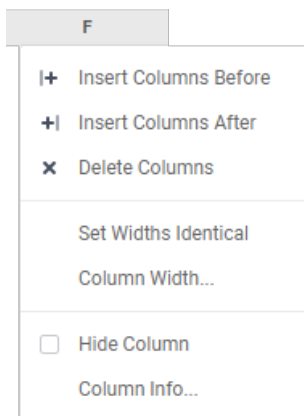 F
Insert Columns Before
Insert Columns After
Delete Columns
Set Widths Identical
Column Width...
Hide Column
Column Info...